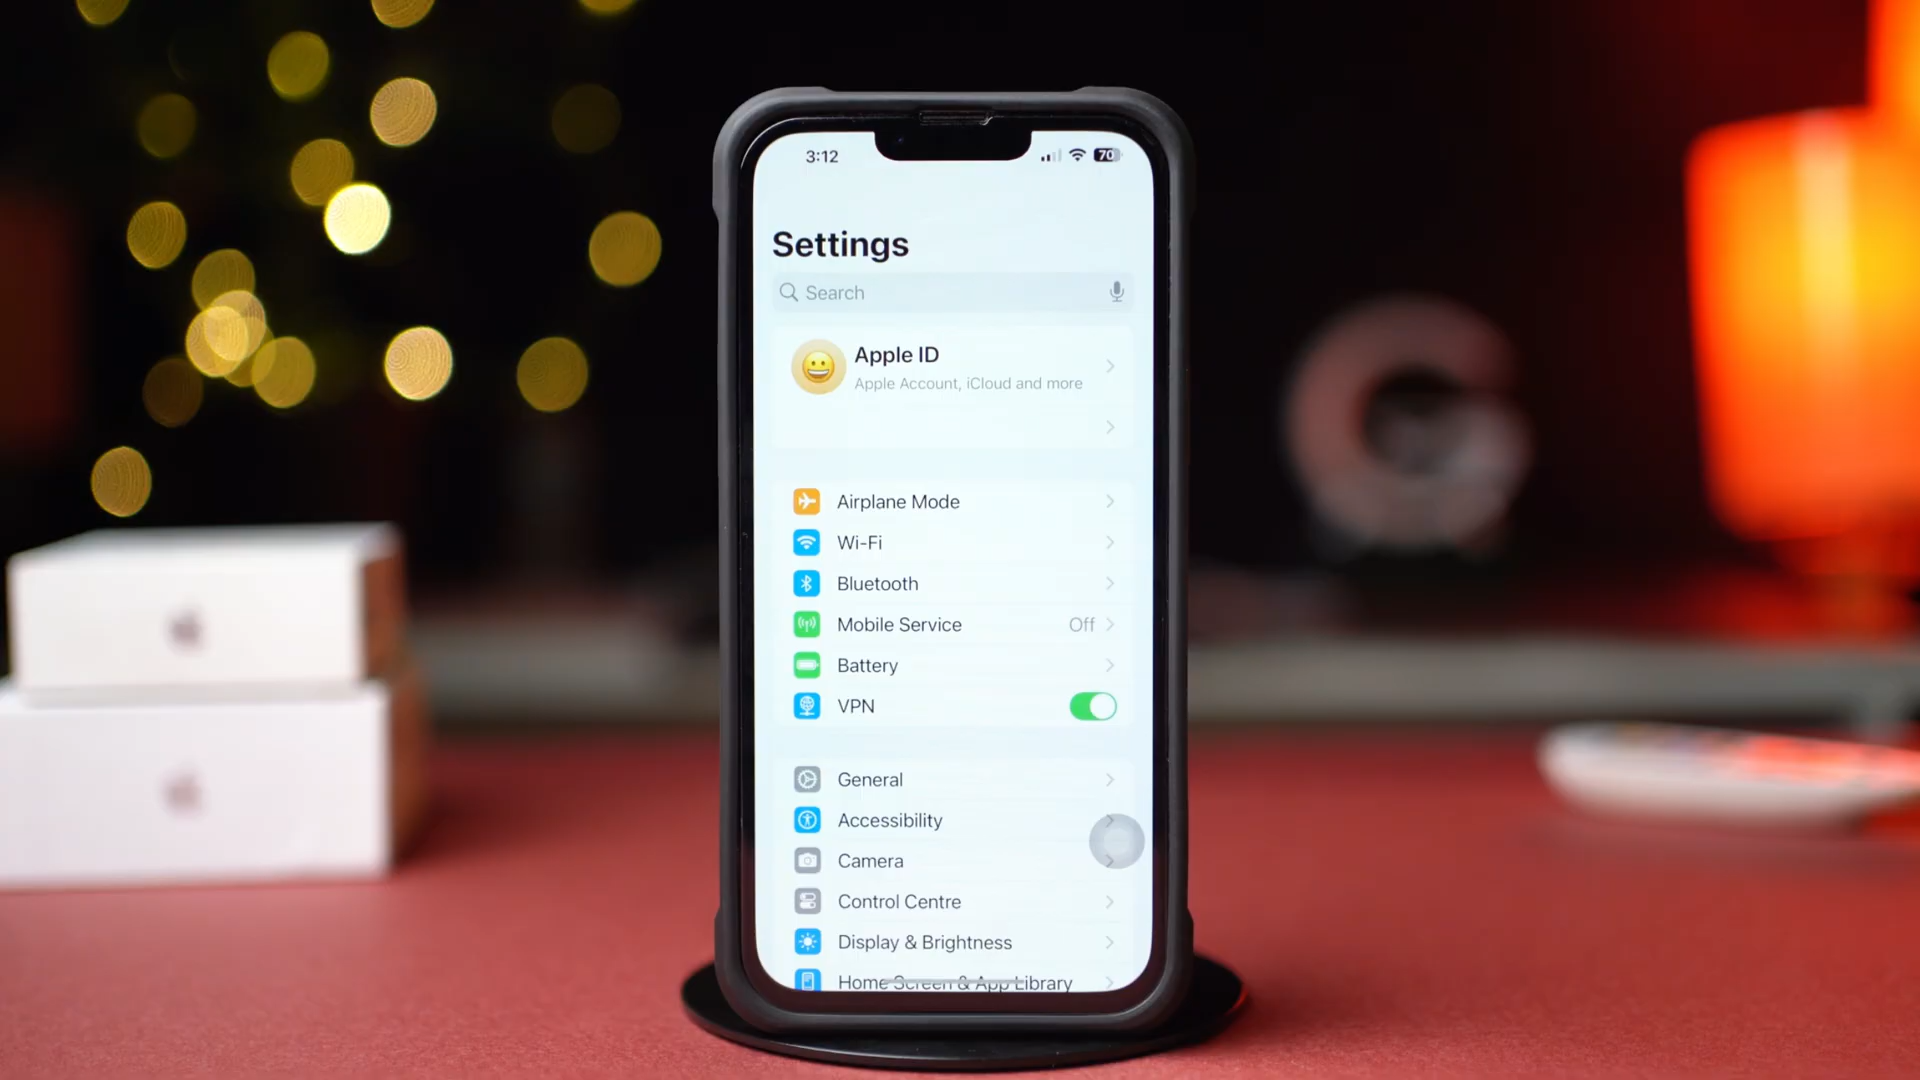 3:12
70
Settings
Search
Apple ID
Apple Account, iCloud and more
Airplane Mode
Wi-Fi
Bluetooth
Mobile Service Off
Battery
VPN
General
Accessibility
Camera
Control Centre
Display & Brightness
Home Screen & App Library